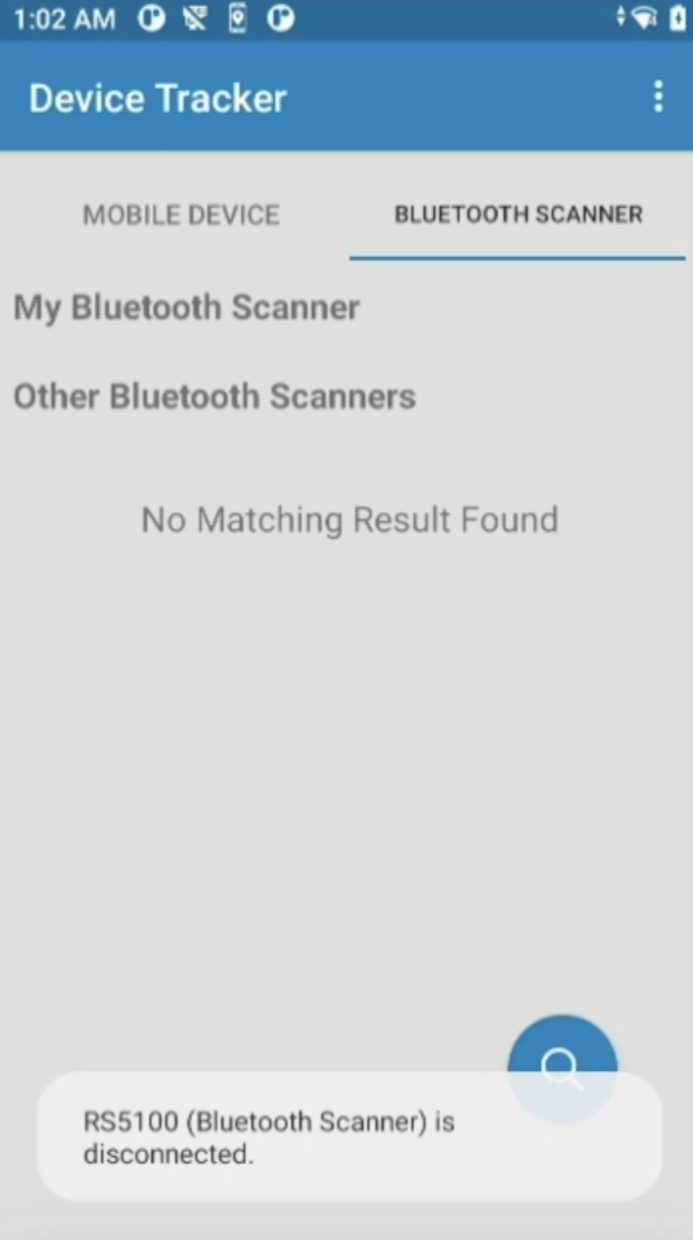 1:02 AM
Device Tracker
MOBILE DEVICE
BLUETOOTH SCANNER
My Bluetooth Scanner
Other Bluetooth Scanners
No Matching Result Found
RS5100 (Bluetooth Scanner) is
disconnected.